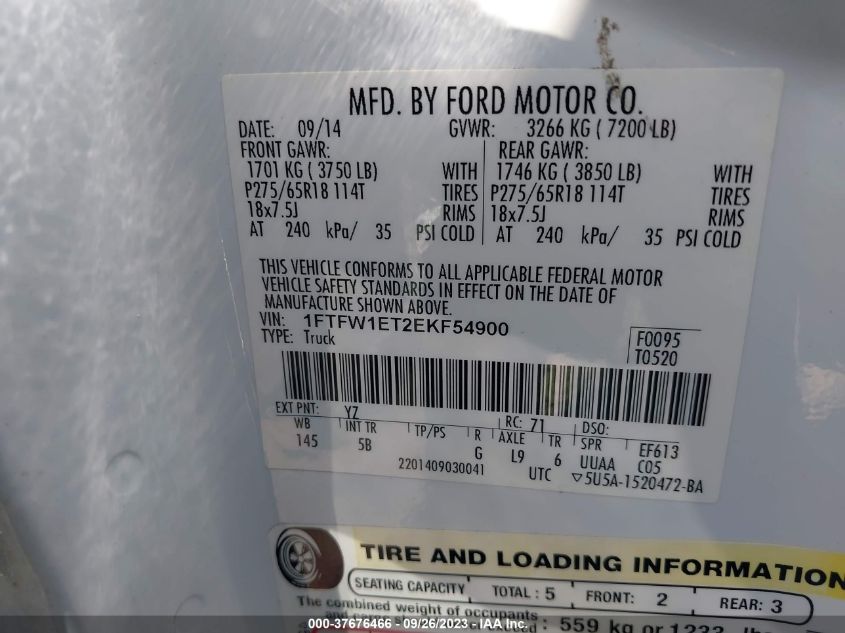 MFD. BY FORD MOTOR CO.
DATE: 09/14 GVWR: 3266 KG ( 7200 LB)
FRONT GAWR: REAR GAWR:
1701 KG ( 3750 LB) WITH 1746 KG ( 3850 LB) WITH
P275/65R18 114T TIRES P275/65R18 114T TIRES
18x7.5J RIMS 18x7.5J RIMS
AT 240 kPa/ 35 PSI COLD AT 240 kPa/ 35 PSI COLD
THIS VEHICLE CONFORMS TO ALL APPLICABLE FEDERAL MOTOR
VEHICLE SAFETY STANDARDS IN EFFECT ON THE DATE OF
MANUFACTURE SHOWN ABOVE.
VIN: 1FTFW1ET2EKF54900
TYPE: Truck
F0095
T0520
EXT PNT: YZ RC: 71 DSO:
WB INT TR TP/PS R AXLE TR SPR EF613
145 5B G L9 6 UUAA C05
2201409030041 UTC ▽5U5A-1520472-BA
TIRE AND LOADING INFORMATION
SEATING CAPACITY TOTAL : 5 FRONT: 2 REAR: 3
The combined weight of occupants
559 kg or
000-37676466 - 09/26/2023 - IAA Inc.